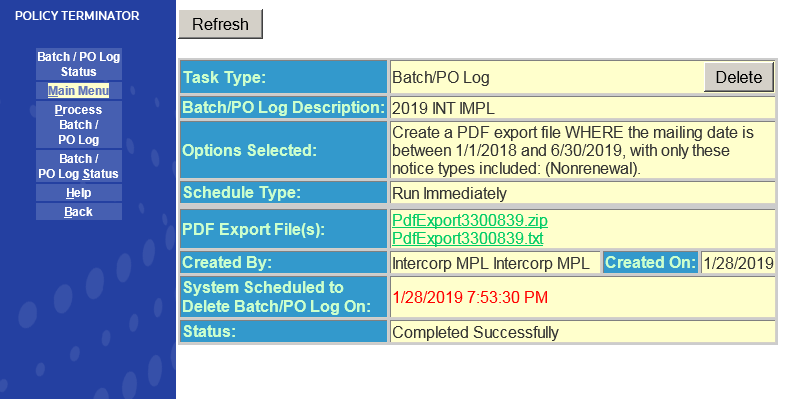 POLICY TERMINATOR
Batch / PO Log
Status
Main Menu
Process
Batch /
PO Log
Batch /
PO Log Status
Help
Back
Refresh
Task Type: Batch/PO Log Delete
Batch/PO Log Description: 2019 INT IMPL
Options Selected: Create a PDF export file WHERE the mailing date is
between 1/1/2018 and 6/30/2019, with only these
notice types included: (Nonrenewal).
Schedule Type: Run Immediately
PDF Export File(s): PdfExport3300839.zip
PdfExport3300839.txt
Created By: Intercorp MPL Intercorp MPL Created On: 1/28/2019
System Scheduled to
Delete Batch/PO Log On: 1/28/2019 7:53:30 PM
Status: Completed Successfully